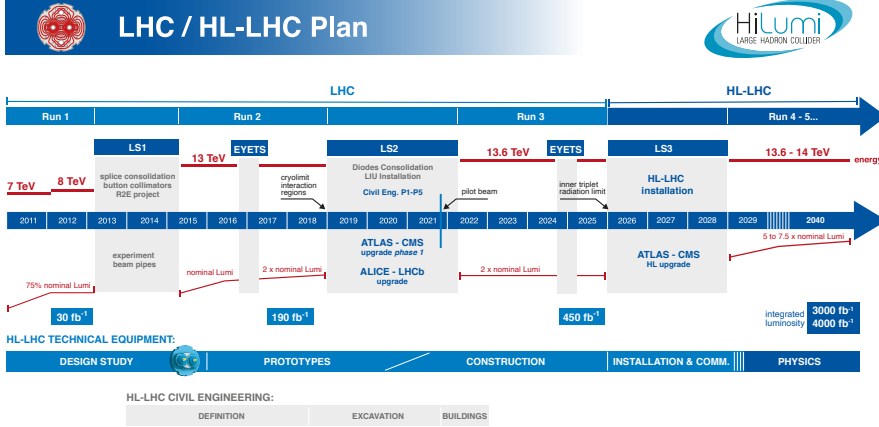 LHC / HL-LHC Plan
HiLumi
LARGE HADRON COLLIDER
LHC
HL-LHC
Run 1
Run 2
Run 3
Run 4 - 5...
LS1
EYETS
LS2
EYETS
LS3
7 TeV
8 TeV
13 TeV
13.6 TeV
13.6 - 14 TeV
energy
splice consolidation
button collimators
R2E project
cryolimit
interaction
regions
Diodes Consolidation
LIU Installation
Civil Eng. P1-P5
pilot beam
inner triplet
radiation limit
HL-LHC
installation
2011 2012 2013 2014 2015 2016 2017 2018 2019 2020 2021 2022 2023 2024 2025 2026 2027 2028 2029 2040
experiment
beam pipes
ATLAS - CMS
upgrade phase 1
ALICE - LHCb
upgrade
ATLAS - CMS
HL upgrade
75% nominal Lumi
nominal Lumi
2 x nominal Lumi
2 x nominal Lumi
5 to 7.5 x nominal Lumi
30 fb-1
190 fb-1
450 fb-1
integrated
luminosity
3000 fb-1
4000 fb-1
HL-LHC TECHNICAL EQUIPMENT:
DESIGN STUDY
PROTOTYPES
CONSTRUCTION
INSTALLATION & COMM.
PHYSICS
HL-LHC CIVIL ENGINEERING:
DEFINITION
EXCAVATION
BUILDINGS